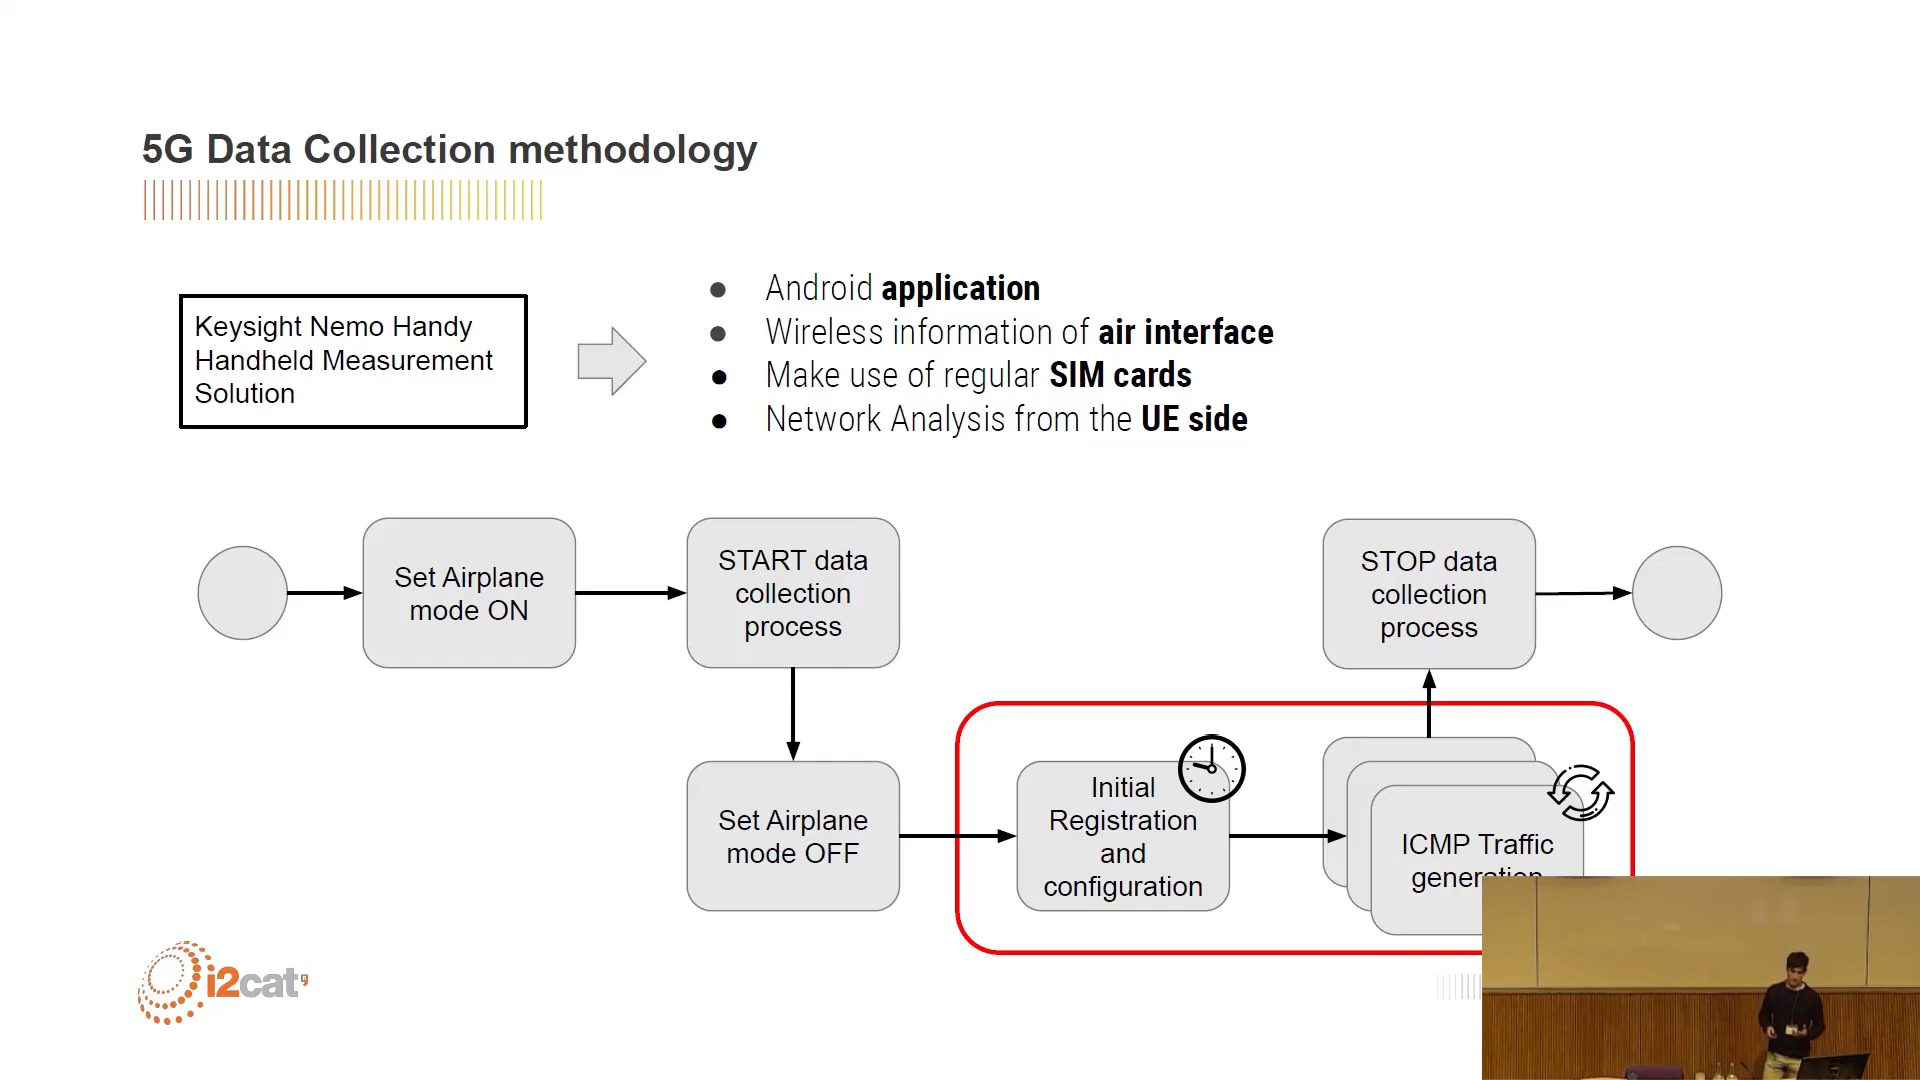 5G Data Collection methodology
Keysight Nemo Handy
Handheld Measurement
Solution
● Android application
● Wireless information of air interface
● Make use of regular SIM cards
● Network Analysis from the UE side
Set Airplane
mode ON
START data
collection
process
STOP data
collection
process
Set Airplane
mode OFF
Initial
Registration
and
configuration
ICMP Traffic
generation
i2cat